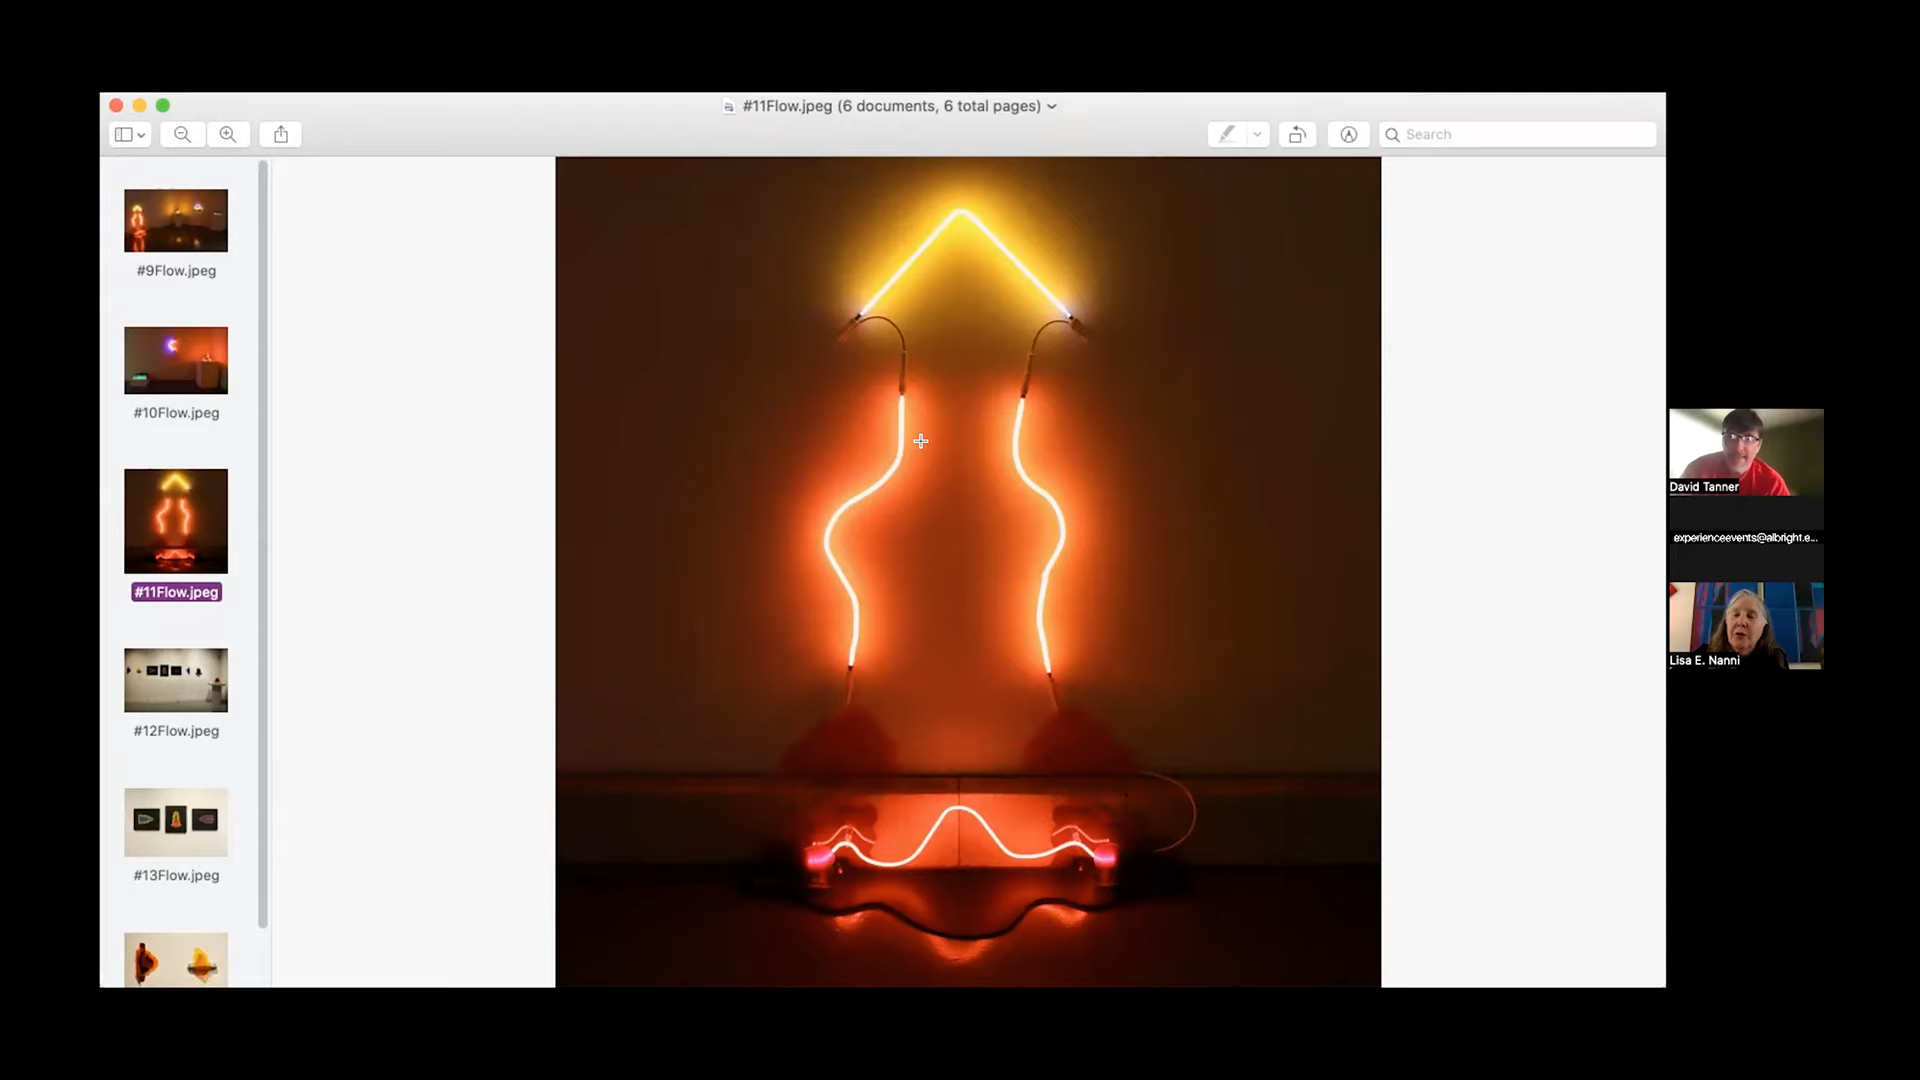 #11Flow.jpeg (6 documents, 6 total pages)
Search
#9Flow.jpeg
#10Flow.jpeg
#11Flow.jpeg
#12Flow.jpeg
#13Flow.jpeg
David Tanner
experienceevents@albright.e...
Lisa E. Nanni